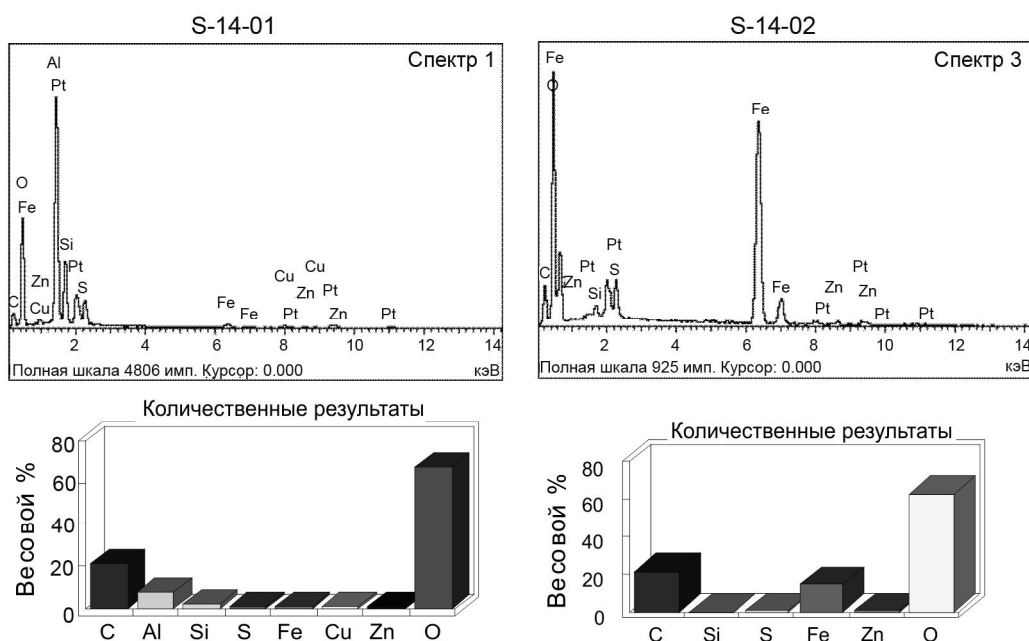 S-14-01
Спектр 1
Al
Pt
O
Fe
Si
Pt
Zn
S
C
Cu
Fe
Fe
Cu
Cu
Zn
Pt
Pt
Zn
Pt
2 4 6 8 10 12 14
Полная шкала 4806 имп. Курсор: 0.000
кэВ
Количественные результаты
Весовой %
80
60
40
20
0
C Al Si S Fe Cu Zn O
S-14-02
Спектр 3
Fe
O
Fe
Pt
Pt
C
Zn
Si
S
Fe
Pt
Zn
Pt
Zn
Pt
Pt
2 4 6 8 10 12 14
Полная шкала 925 имп. Курсор: 0.000
кэВ
Количественные результаты
Весовой %
80
60
40
20
0
C Si S Fe Zn O